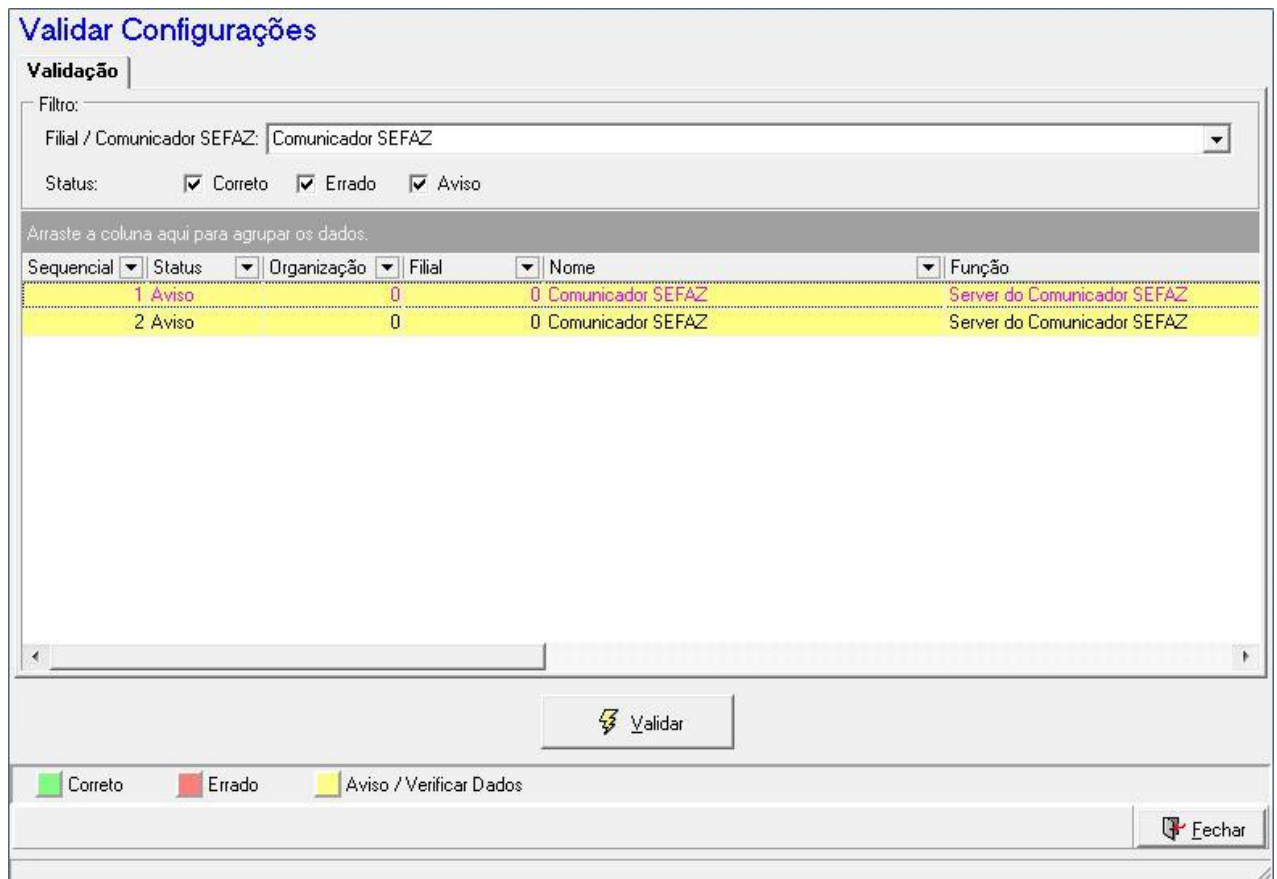 Validar Configurações
Validação
Filtro:
Filial / Comunicador SEFAZ: Comunicador SEFAZ
Status: Correto Errado Aviso
Arraste a coluna aqui para agrupar os dados.
Sequencial Status Organização Filial Nome Função
1 Aviso 0 0 Comunicador SEFAZ Server do Comunicador SEFAZ
2 Aviso 0 0 Comunicador SEFAZ Server do Comunicador SEFAZ
Validar
Correto Errado Aviso / Verificar Dados
Fechar